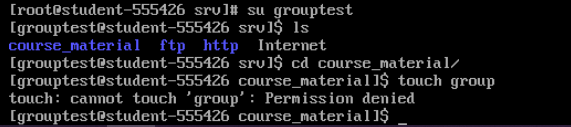 [root@student-555426 srv]# su grouptest
[grouptest@student-555426 srv]$ ls
course_material  ftp  http  Internet
[grouptest@student-555426 srv]$ cd course_material/
[grouptest@student-555426 course_material]$ touch group
touch: cannot touch 'group': Permission denied
[grouptest@student-555426 course_material]$ _